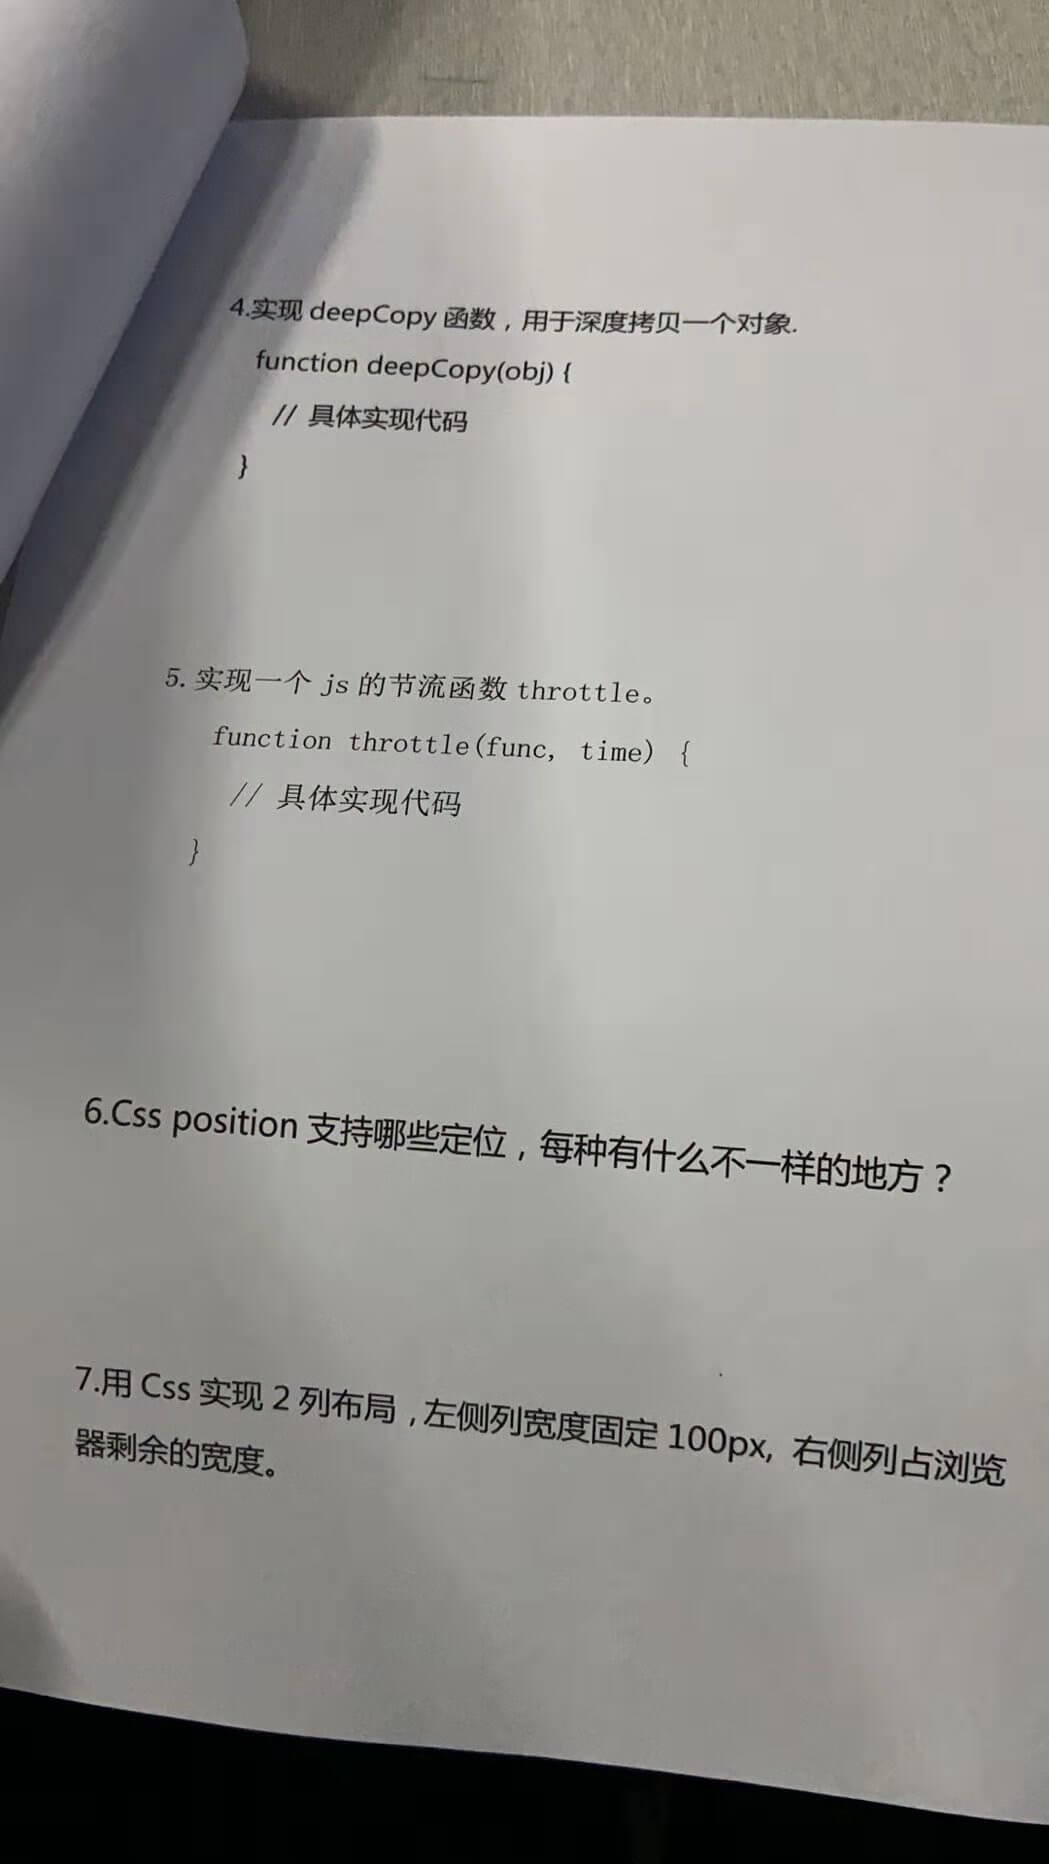 4.实现 deepCopy 函数，用于深度拷贝一个对象.
function deepCopy(obj) {
// 具体实现代码
}
5. 实现一个 js 的节流函数 throttle。
function throttle(func, time) {
// 具体实现代码
}
6.Css position 支持哪些定位，每种有什么不一样的地方？
7.用 Css 实现 2 列布局，左侧列宽度固定 100px, 右侧列占浏览
器剩余的宽度。